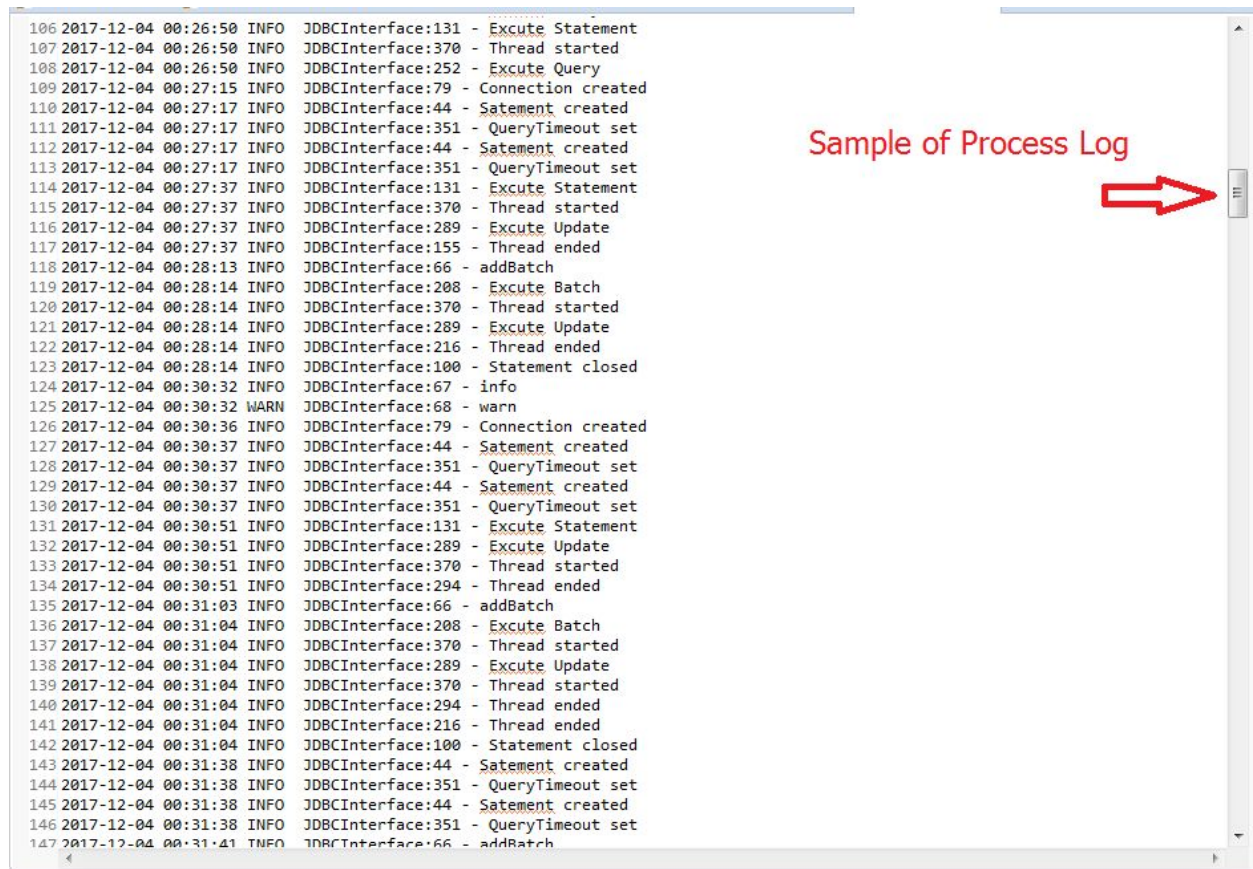 106 2017-12-04 00:26:50 INFO  JDBCInterface:131 - Excute Statement
107 2017-12-04 00:26:50 INFO  JDBCInterface:370 - Thread started
108 2017-12-04 00:26:50 INFO  JDBCInterface:252 - Excute Query
109 2017-12-04 00:27:15 INFO  JDBCInterface:79 - Connection created
110 2017-12-04 00:27:17 INFO  JDBCInterface:44 - Satement created
111 2017-12-04 00:27:17 INFO  JDBCInterface:351 - QueryTimeout set
112 2017-12-04 00:27:17 INFO  JDBCInterface:44 - Satement created
Sample of Process Log
113 2017-12-04 00:27:17 INFO  JDBCInterface:351 - QueryTimeout set
114 2017-12-04 00:27:37 INFO  JDBCInterface:131 - Excute Statement
115 2017-12-04 00:27:37 INFO  JDBCInterface:370 - Thread started
116 2017-12-04 00:27:37 INFO  JDBCInterface:289 - Excute Update
117 2017-12-04 00:27:37 INFO  JDBCInterface:155 - Thread ended
118 2017-12-04 00:28:13 INFO  JDBCInterface:66 - addBatch
119 2017-12-04 00:28:14 INFO  JDBCInterface:208 - Excute Batch
120 2017-12-04 00:28:14 INFO  JDBCInterface:370 - Thread started
121 2017-12-04 00:28:14 INFO  JDBCInterface:289 - Excute Update
122 2017-12-04 00:28:14 INFO  JDBCInterface:216 - Thread ended
123 2017-12-04 00:28:14 INFO  JDBCInterface:100 - Statement closed
124 2017-12-04 00:30:32 INFO  JDBCInterface:67 - info
125 2017-12-04 00:30:32 WARN  JDBCInterface:68 - warn
126 2017-12-04 00:30:36 INFO  JDBCInterface:79 - Connection created
127 2017-12-04 00:30:37 INFO  JDBCInterface:44 - Satement created
128 2017-12-04 00:30:37 INFO  JDBCInterface:351 - QueryTimeout set
129 2017-12-04 00:30:37 INFO  JDBCInterface:44 - Satement created
130 2017-12-04 00:30:37 INFO  JDBCInterface:351 - QueryTimeout set
131 2017-12-04 00:30:51 INFO  JDBCInterface:131 - Excute Statement
132 2017-12-04 00:30:51 INFO  JDBCInterface:289 - Excute Update
133 2017-12-04 00:30:51 INFO  JDBCInterface:370 - Thread started
134 2017-12-04 00:30:51 INFO  JDBCInterface:294 - Thread ended
135 2017-12-04 00:31:03 INFO  JDBCInterface:66 - addBatch
136 2017-12-04 00:31:04 INFO  JDBCInterface:208 - Excute Batch
137 2017-12-04 00:31:04 INFO  JDBCInterface:370 - Thread started
138 2017-12-04 00:31:04 INFO  JDBCInterface:289 - Excute Update
139 2017-12-04 00:31:04 INFO  JDBCInterface:370 - Thread started
140 2017-12-04 00:31:04 INFO  JDBCInterface:294 - Thread ended
141 2017-12-04 00:31:04 INFO  JDBCInterface:216 - Thread ended
142 2017-12-04 00:31:04 INFO  JDBCInterface:100 - Statement closed
143 2017-12-04 00:31:38 INFO  JDBCInterface:44 - Satement created
144 2017-12-04 00:31:38 INFO  JDBCInterface:351 - QueryTimeout set
145 2017-12-04 00:31:38 INFO  JDBCInterface:44 - Satement created
146 2017-12-04 00:31:38 INFO  JDBCInterface:351 - QueryTimeout set
147 2017-12-04 00:31:41 INFO  JDBCInterface:66 - addBatch